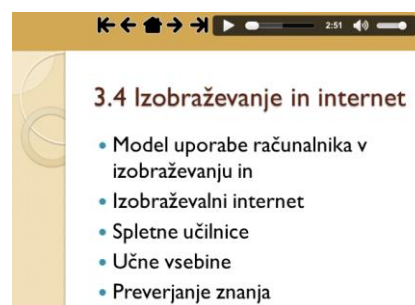 2:51
3.4 Izobraževanje in internet
• Model uporabe računalnika v
izobraževanju in
• Izobraževalni internet
• Spletne učilnice
• Učne vsebine
• Preverjanje znanja